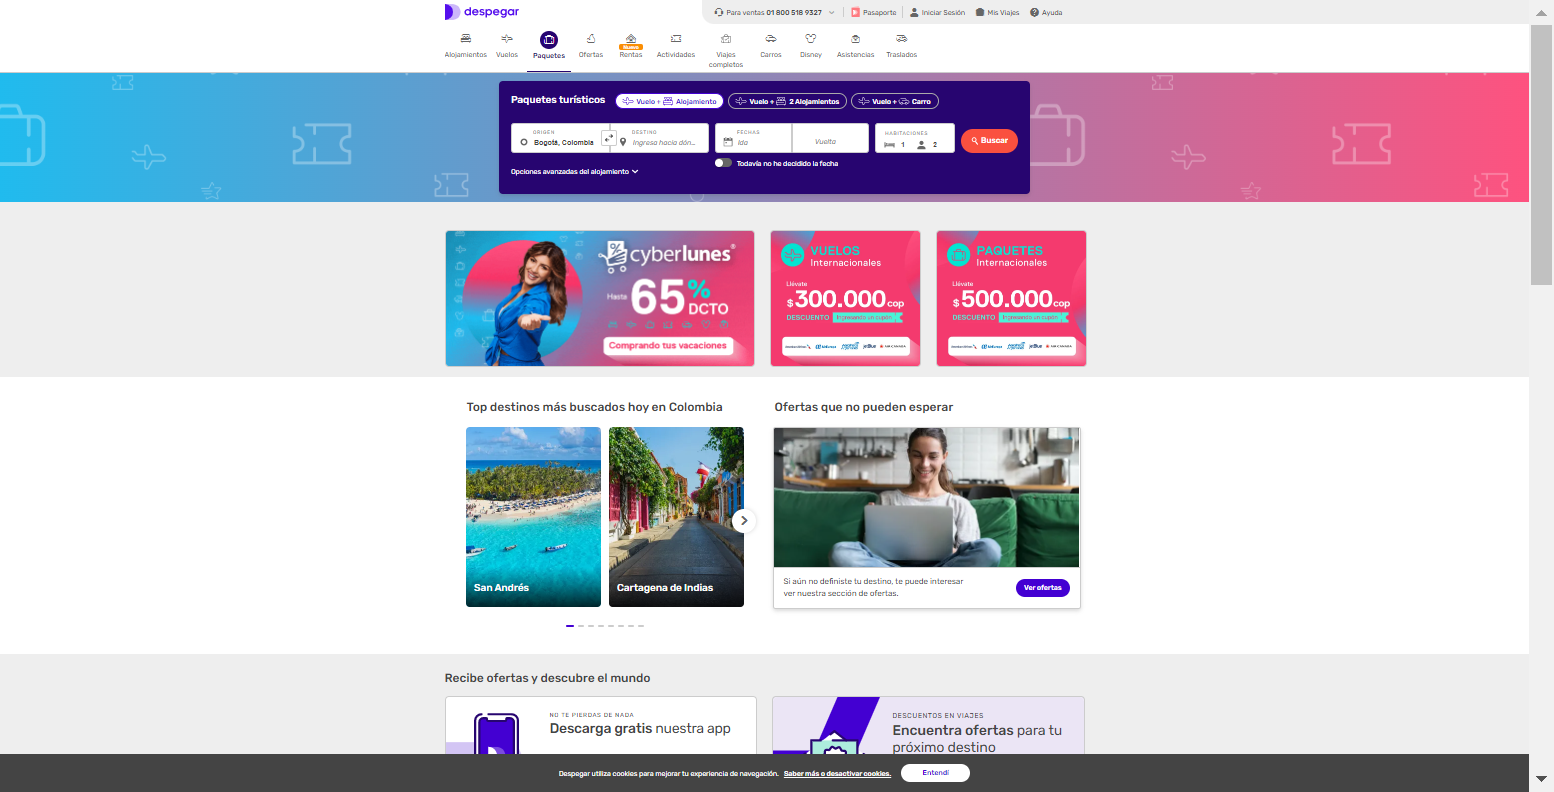 despegar
Para ventas 01 800 518 9327
Pasaporte
Iniciar Sesión
Mis Viajes
Ayuda
Alojamientos
Vuelos
Paquetes
Ofertas
Nuevo
Rentas
Actividades
Viajes
completos
Carros
Disney
Asistencias
Traslados
Paquetes turísticos
Vuelo + Alojamiento
Vuelo + 2 Alojamientos
Vuelo + Carro
ORIGEN
Bogotá, Colombia
DESTINO
Ingresa hacia dón...
FECHAS
Ida
Vuelta
HABITACIONES
1
2
Buscar
Todavía no he decidido la fecha
Opciones avanzadas del alojamiento
cyberlunes®
Hasta 65% DCTO
Comprando tus vacaciones
VUELOS
Internacionales
Llévate
$300.000 COP
DESCUENTO Ingresando un cupón
jetBlue AIR CANADA
PAQUETES
Internacionales
Llévate
$500.000 COP
DESCUENTO Ingresando un cupón
jetBlue AIR CANADA
Top destinos más buscados hoy en Colombia
San Andrés
Cartagena de Indias
Ofertas que no pueden esperar
Si aún no definiste tu destino, te puede interesar
ver nuestra sección de ofertas.
Ver ofertas
Recibe ofertas y descubre el mundo
NO TE PIERDAS DE NADA
Descarga gratis nuestra app
DESCUENTOS EN VIAJES
Encuentra ofertas para tu
próximo destino
Despegar utiliza cookies para mejorar tu experiencia de navegación. Saber más o desactivar cookies.
Entendí